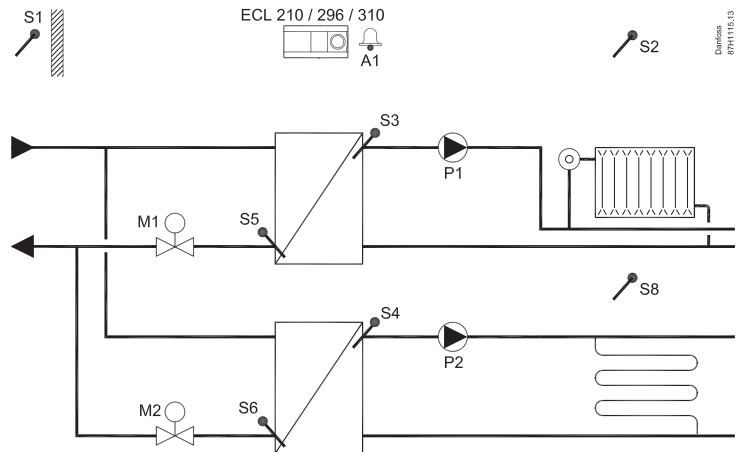 S1
ECL 210 / 296 / 310
A1
S2
Danfoss
87H1115.13
S3
P1
M1
S5
S8
S4
P2
M2
S6